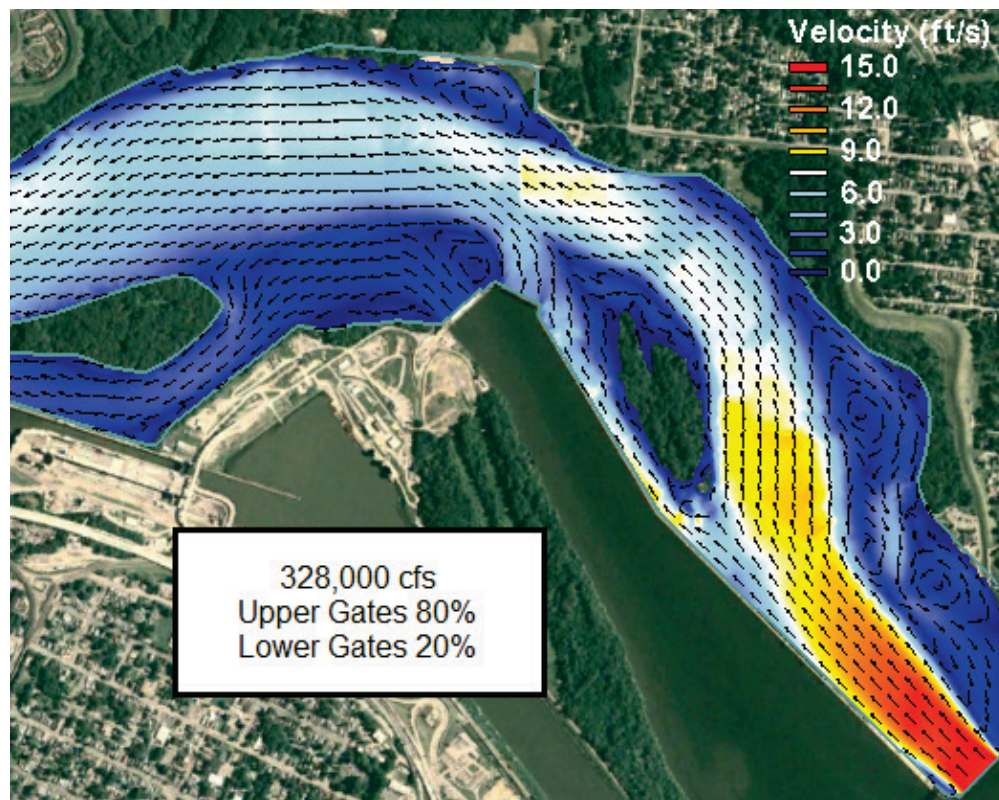 Velocity (ft/s)
15.0
12.0
9.0
6.0
3.0
0.0
328,000 cfs
Upper Gates 80%
Lower Gates 20%